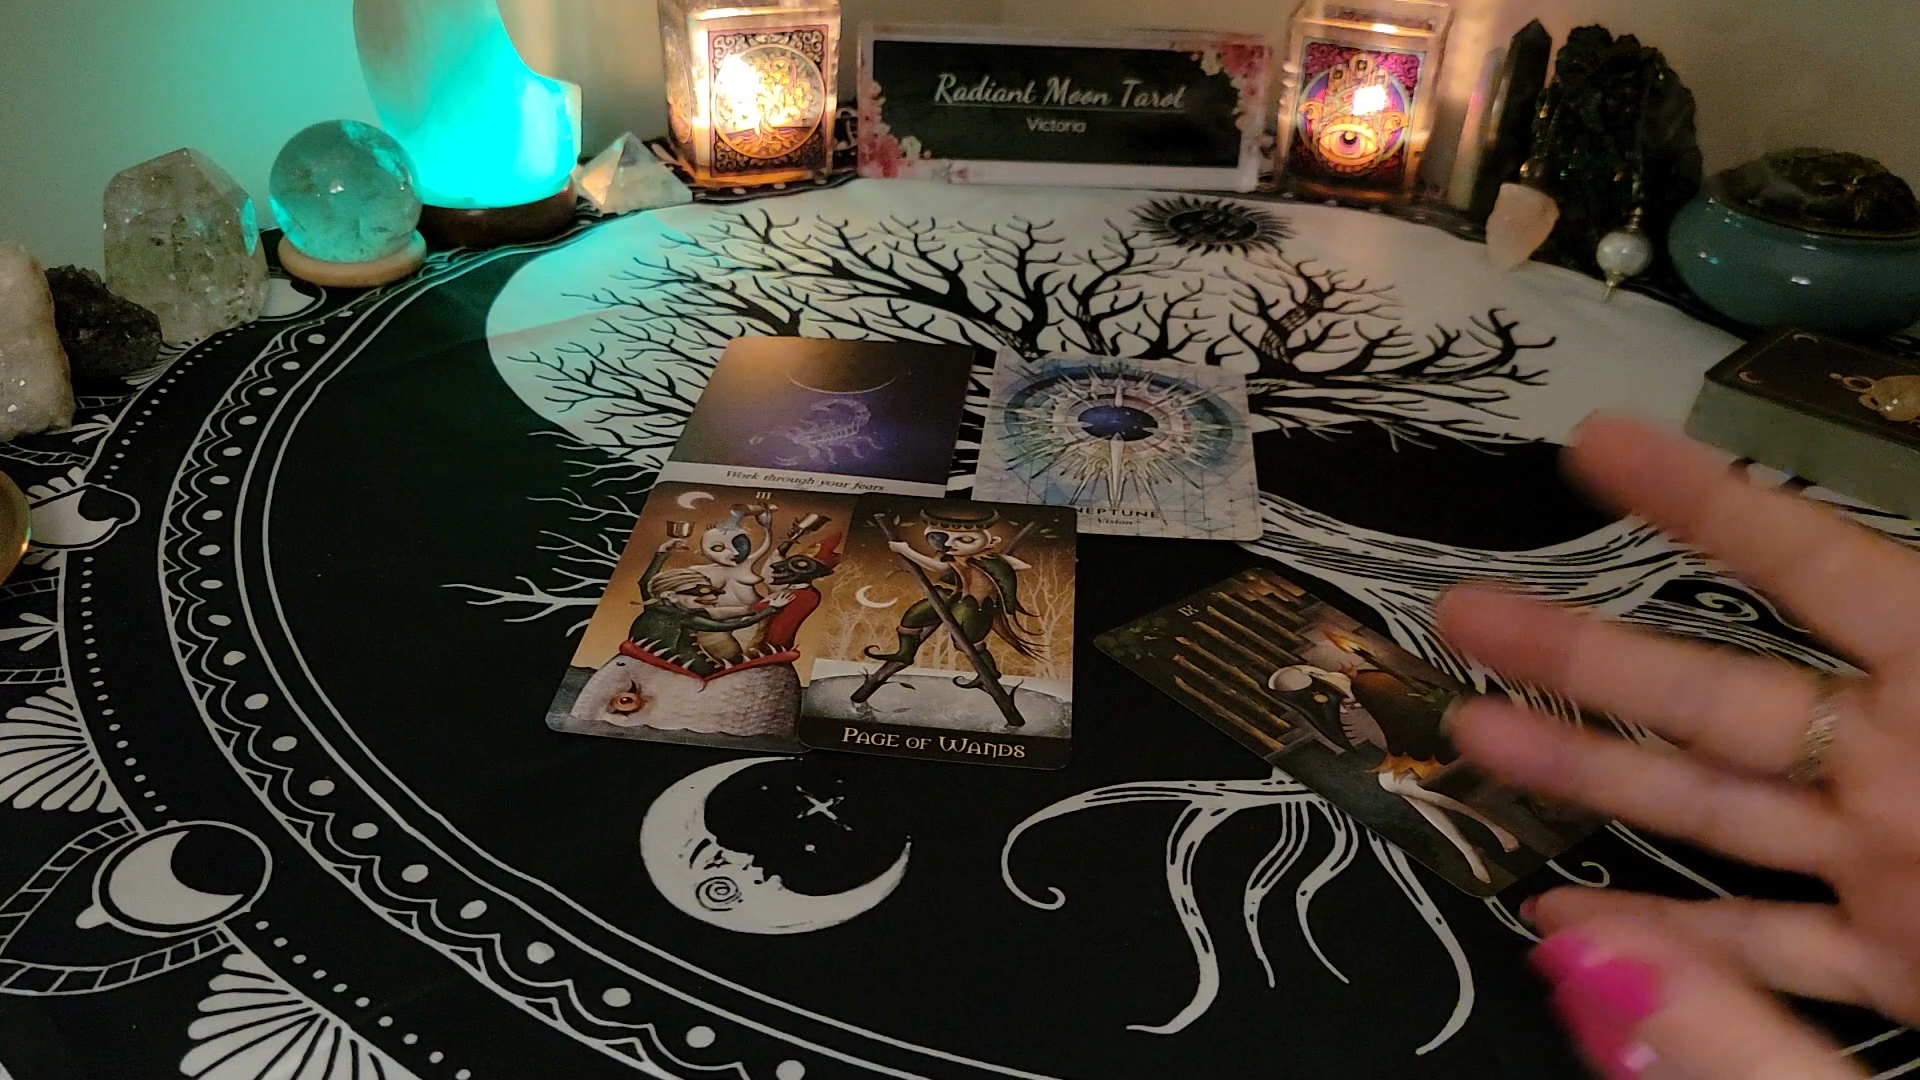 Radiant Moon Tarot
Victoria
Work through your fears
NEPTUNE
Vision
III
PAGE OF WANDS
IX